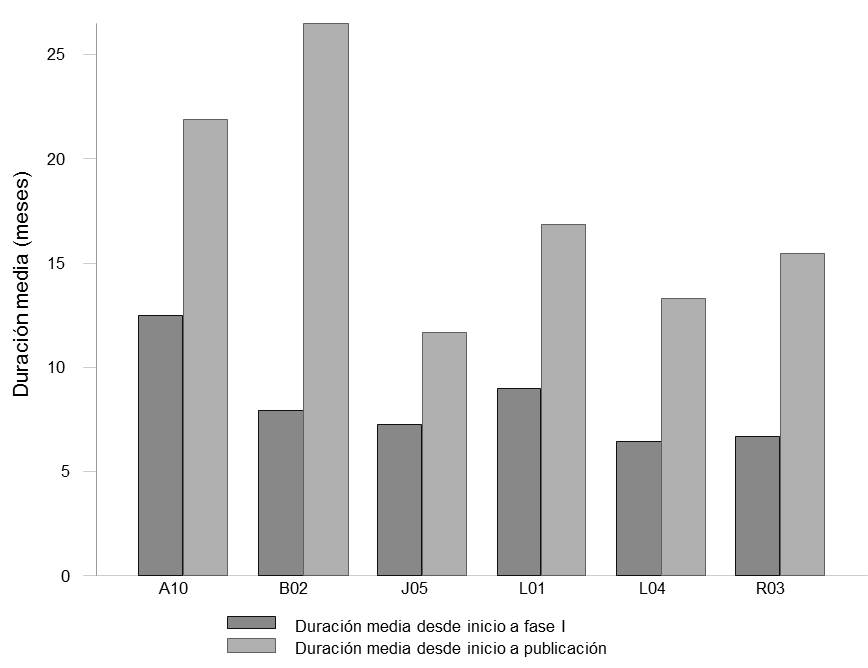 Duración media (meses)
25
20
15
10
5
0
A10 B02 J05 L01 L04 R03
Duración media desde inicio a fase I
Duración media desde inicio a publicación